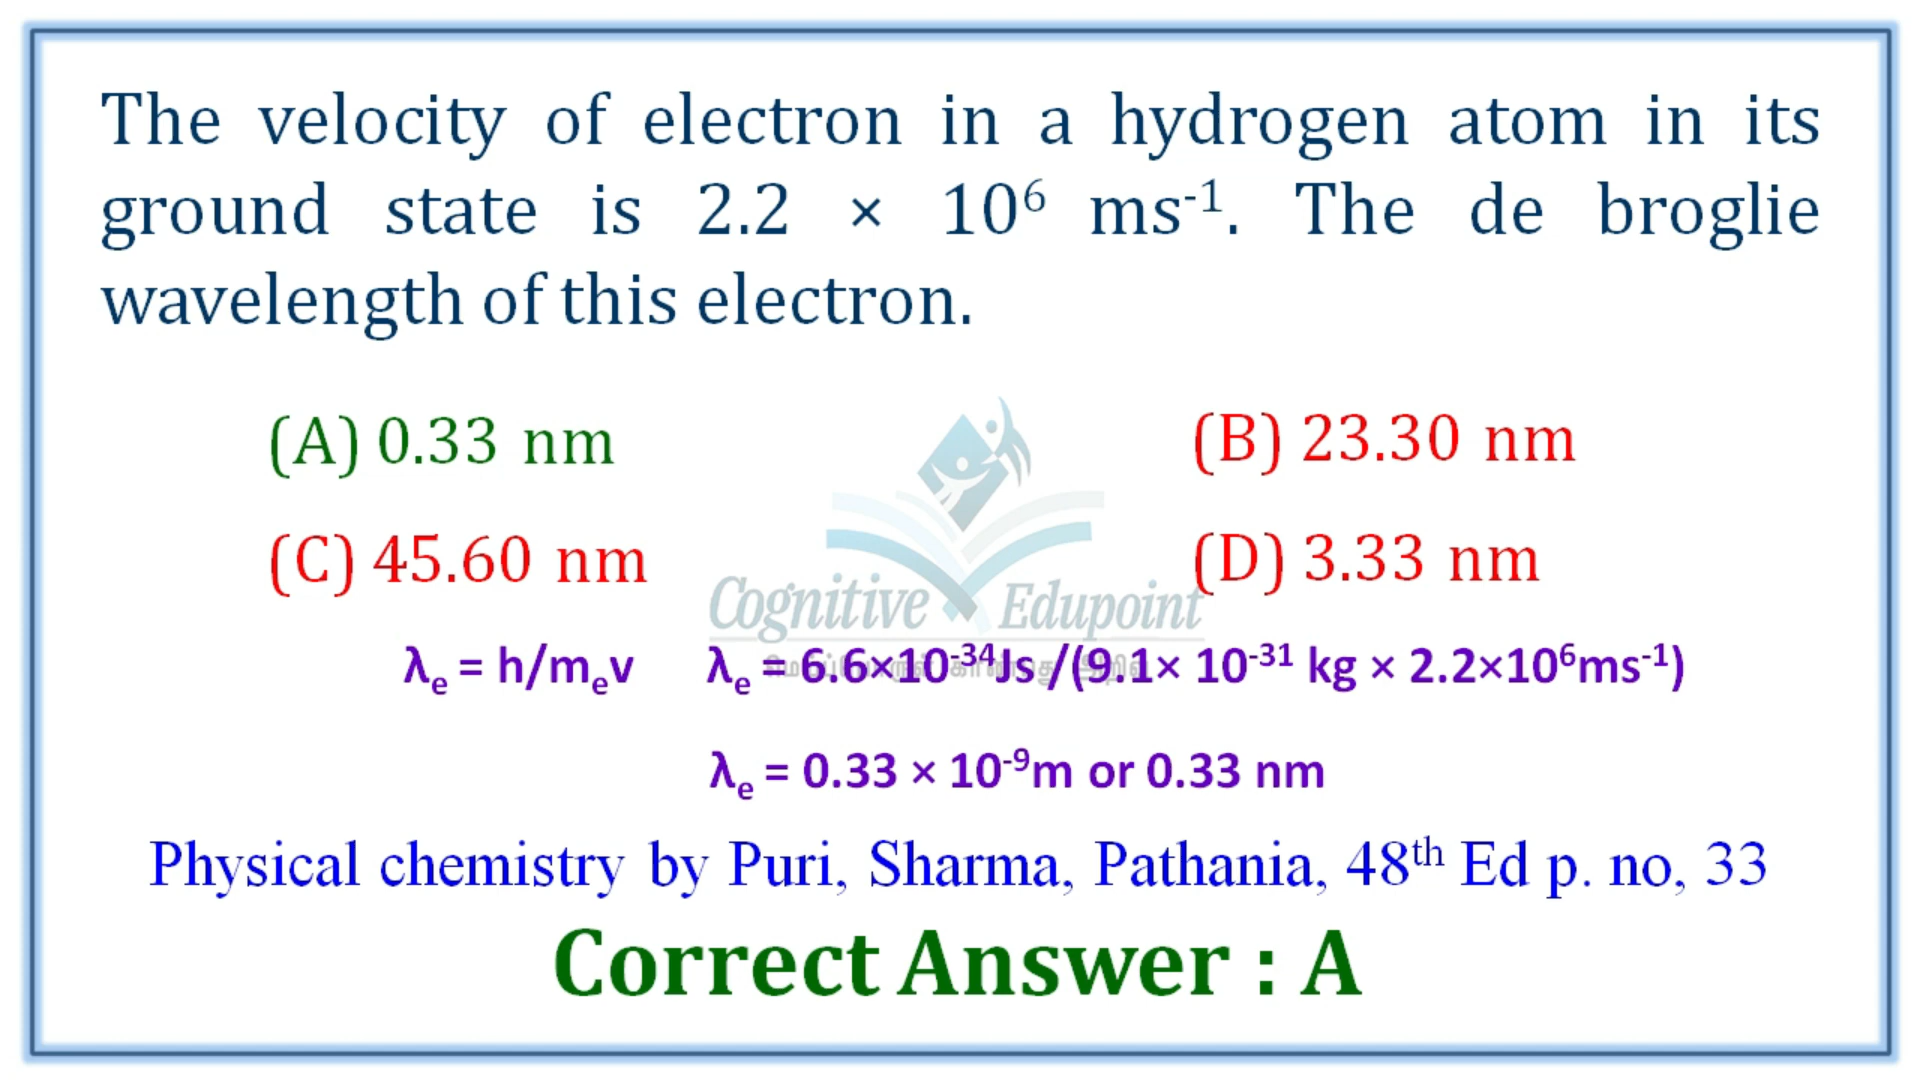 The velocity of electron in a hydrogen atom in its
ground state is 2.2 × 10⁶ ms⁻¹. The de broglie
wavelength of this electron.
(A) 0.33 nm (B) 23.30 nm
(C) 45.60 nm (D) 3.33 nm
Cognitive Edupoint
λₑ = h/mₑv λₑ = 6.6×10⁻³⁴Js /(9.1× 10⁻³¹ kg × 2.2×10⁶ms⁻¹)
λₑ = 0.33 × 10⁻⁹m or 0.33 nm
Physical chemistry by Puri, Sharma, Pathania, 48ᵗʰ Ed p. no, 33
Correct Answer : A